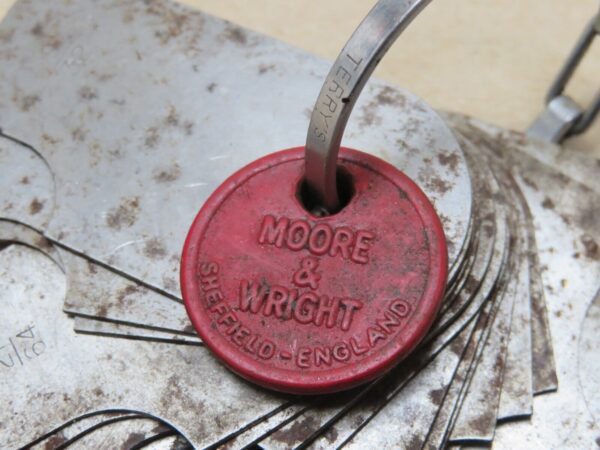 TERRY'S
MOORE
&
WRIGHT
SHEFFIELD - ENGLAND